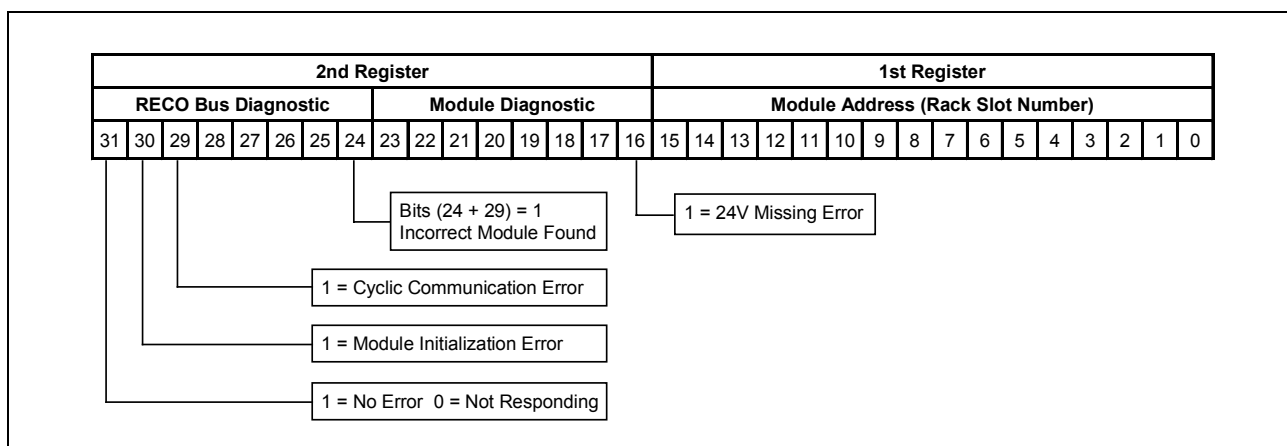 2nd Register 1st Register
RECO Bus Diagnostic Module Diagnostic Module Address (Rack Slot Number)
31 30 29 28 27 26 25 24 23 22 21 20 19 18 17 16 15 14 13 12 11 10 9 8 7 6 5 4 3 2 1 0
Bits (24 + 29) = 1
Incorrect Module Found
1 = 24V Missing Error
1 = Cyclic Communication Error
1 = Module Initialization Error
1 = No Error 0 = Not Responding